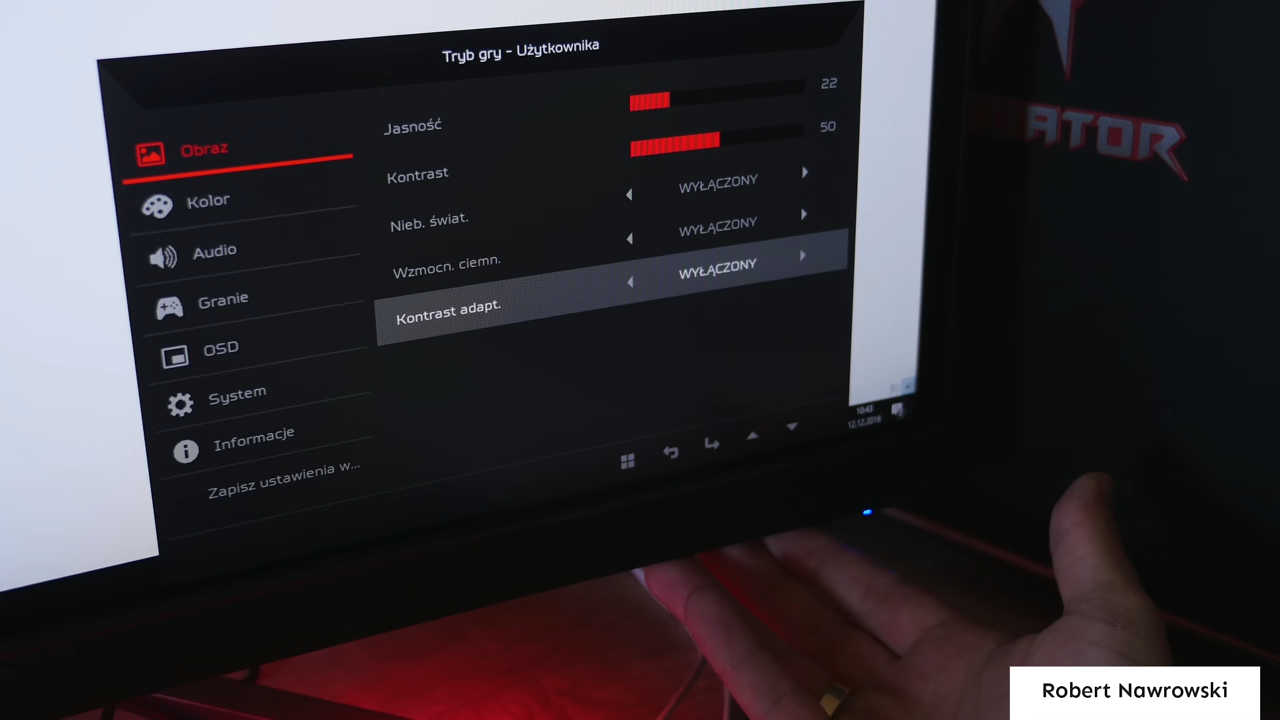 Tryb gry - Użytkownika
Obraz
Kolor
Audio
Granie
OSD
System
Informacje
Zapisz ustawienia w...
Jasność 22
Kontrast 50
Nieb. świat. WYŁĄCZONY
Wzmocn. ciemn. WYŁĄCZONY
Kontrast adapt. WYŁĄCZONY
10:43
12.12.2018
ATOR
Robert Nawrowski